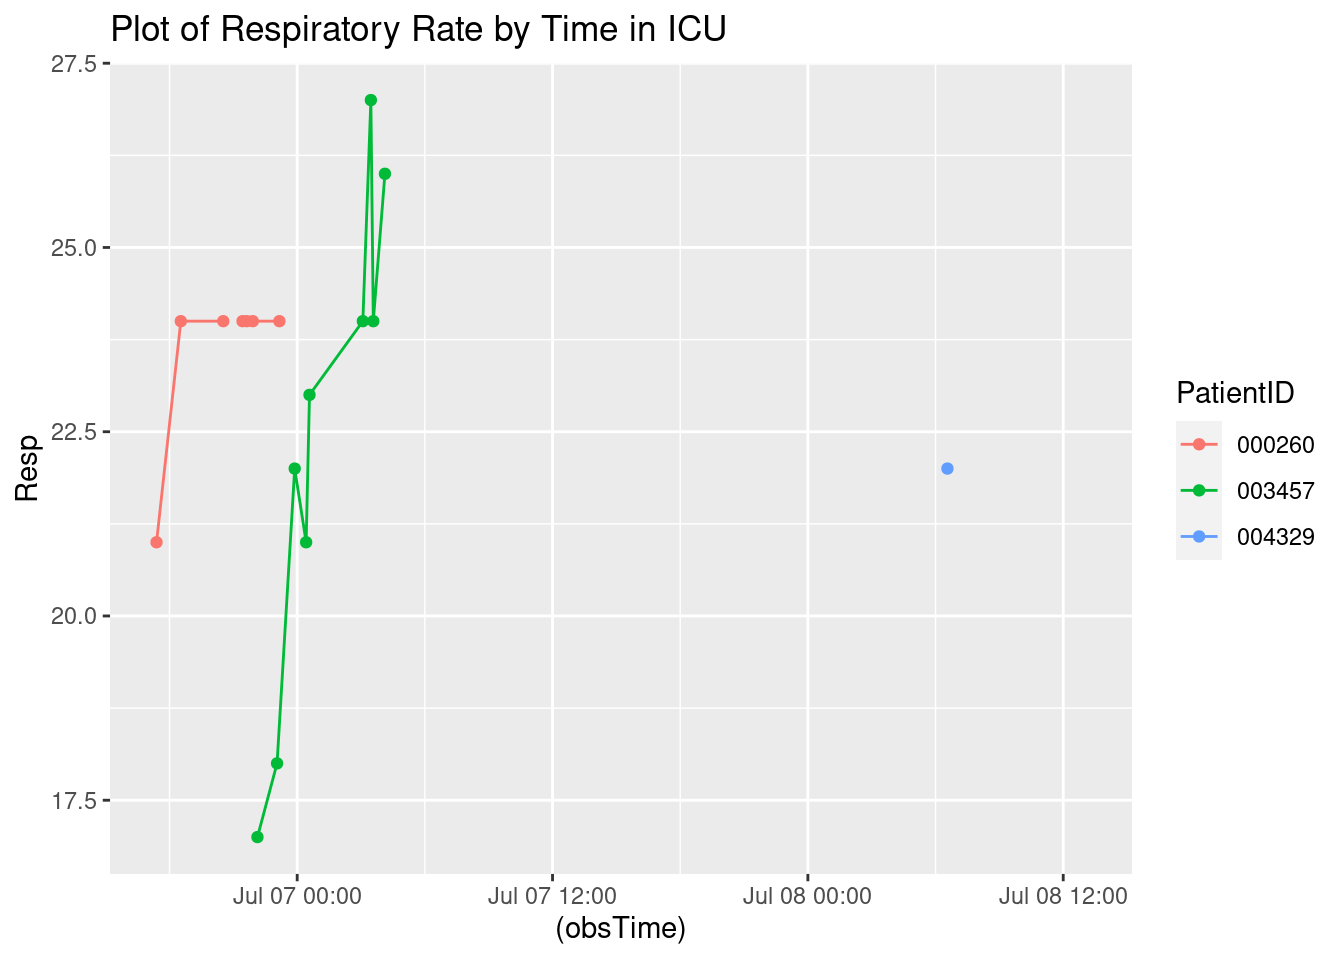 Plot of Respiratory Rate by Time in ICU
27.5
25.0
22.5
20.0
17.5
Resp
Jul 07 00:00
Jul 07 12:00
Jul 08 00:00
Jul 08 12:00
(obsTime)
PatientID
000260
003457
004329